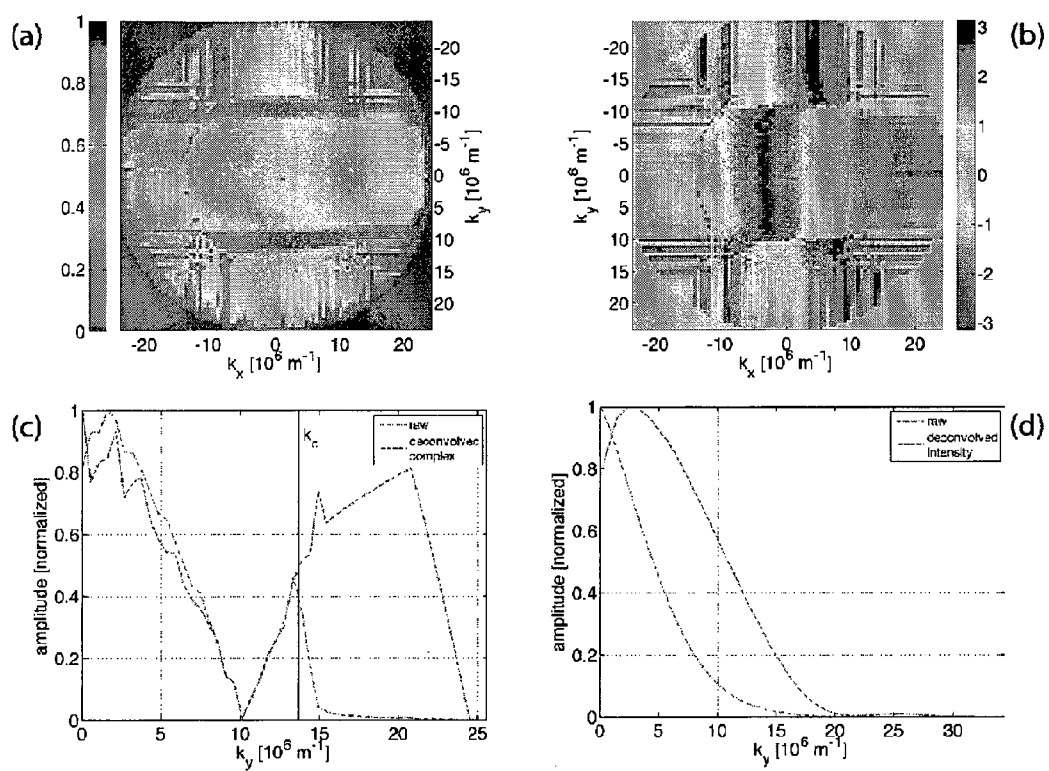 (a)
1
0.8
0.6
0.4
0.2
0
-20
-15
-10
-5
0
5
10
15
20
k_y [10^6 m^-1]
-20 -10 0 10 20
k_x [10^6 m^-1]
(b)
-20
-15
-10
-5
0
5
10
15
20
k_y [10^6 m^-1]
-20 -10 0 10 20
k_x [10^6 m^-1]
3
2
1
0
-1
-2
-3
(c)
1
0.8
0.6
0.4
0.2
0
amplitude [normalized]
k_c
raw
deconvolved
complex
0 5 10 15 20 25
k_y [10^6 m^-1]
(d)
1
0.8
0.6
0.4
0.2
0
amplitude [normalized]
raw
deconvolved
Intensity
0 5 10 15 20 25 30
k_y [10^6 m^-1]